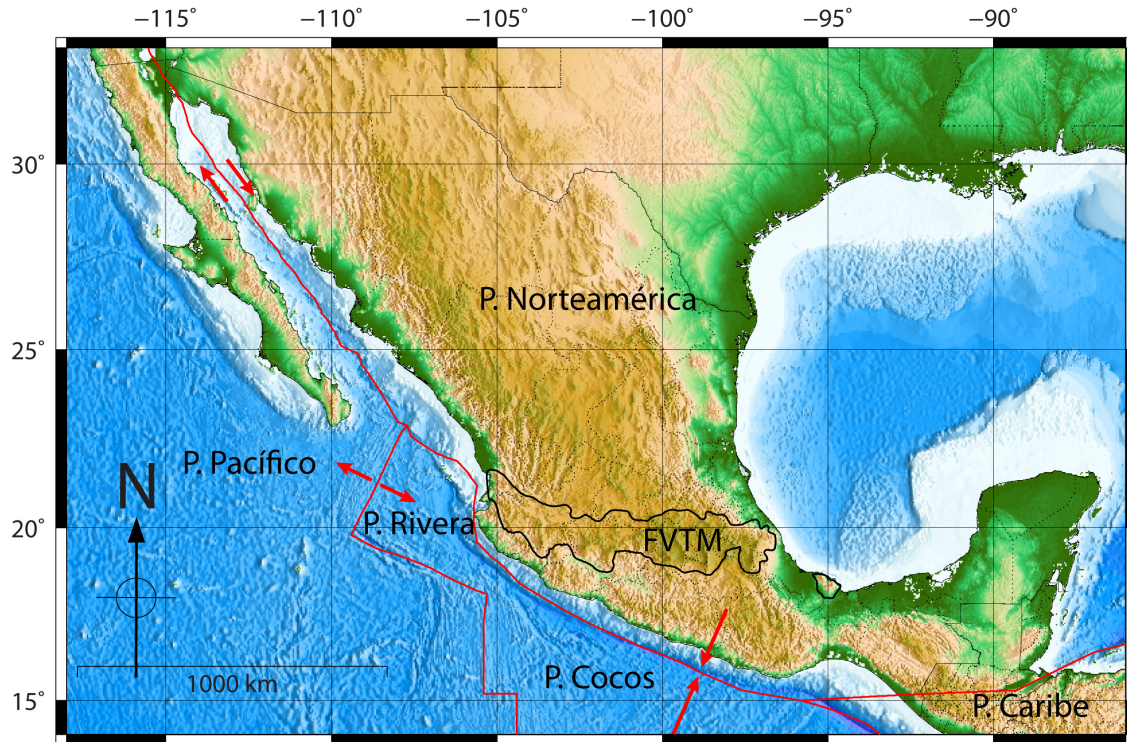 −115° −110° −105° −100° −95° −90°
30°
P. Norteamérica
25°
P. Pacífico
N
P. Rivera
20°
FVTM
P. Cocos
1000 km
15°
P. Caribe